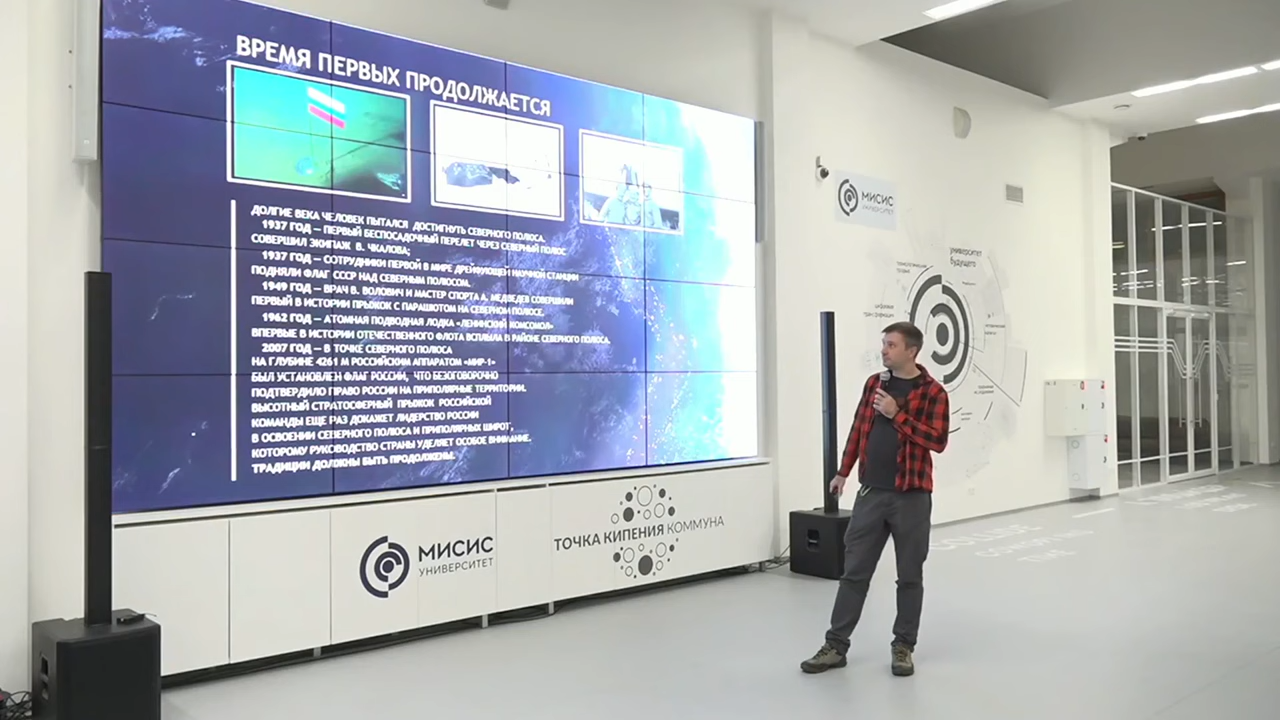 ВРЕМЯ ПЕРВЫХ ПРОДОЛЖАЕТСЯ
ДОЛГИЕ ВЕКА ЧЕЛОВЕК ПЫТАЛСЯ ДОСТИГНУТЬ СЕВЕРНОГО ПОЛЮСА.
1937 ГОД – ПЕРВЫЙ БЕСПОСАДОЧНЫЙ ПЕРЕЛЕТ ЧЕРЕЗ СЕВЕРНЫЙ ПОЛЮС
СОВЕРШИЛ ЭКИПАЖ В. ЧКАЛОВА;
1937 ГОД – СОТРУДНИКИ ПЕРВОЙ В МИРЕ ДРЕЙФУЮЩЕЙ НАУЧНОЙ СТАНЦИИ
ПОДНЯЛИ ФЛАГ СССР НАД СЕВЕРНЫМ ПОЛЮСОМ.
1949 ГОД – ВРАЧ В. ВОЛОВИЧ И МАСТЕР СПОРТА А. МЕДВЕДЕВ СОВЕРШИЛИ
ПЕРВЫЙ В ИСТОРИИ ПРЫЖОК С ПАРАШЮТОМ НА СЕВЕРНОМ ПОЛЮСЕ.
1962 ГОД – АТОМНАЯ ПОДВОДНАЯ ЛОДКА «ЛЕНИНСКИЙ КОМСОМОЛ»
ВПЕРВЫЕ В ИСТОРИИ ОТЕЧЕСТВЕННОГО ФЛОТА ВСПЛЫЛА В РАЙОНЕ СЕВЕРНОГО ПОЛЮСА.
2007 ГОД – В ТОЧКЕ СЕВЕРНОГО ПОЛЮСА
НА ГЛУБИНЕ 4261 М РОССИЙСКИМ АППАРАТОМ «МИР-1»
БЫЛ УСТАНОВЛЕН ФЛАГ РОССИИ, ЧТО БЕЗОГОВОРОЧНО
ПОДТВЕРДИЛО ПРАВО РОССИИ НА ПРИПОЛЯРНЫЕ ТЕРРИТОРИИ.
ВЫСОТНЫЙ СТРАТОСФЕРНЫЙ ПРЫЖОК РОССИЙСКОЙ
КОМАНДЫ ЕЩЕ РАЗ ДОКАЖЕТ ЛИДЕРСТВО РОССИИ
В ОСВОЕНИИ СЕВЕРНОГО ПОЛЮСА И ПРИПОЛЯРНЫХ ШИРОТ,
КОТОРОМУ РУКОВОДСТВО СТРАНЫ УДЕЛЯЕТ ОСОБОЕ ВНИМАНИЕ.
ТРАДИЦИИ ДОЛЖНЫ БЫТЬ ПРОДОЛЖЕНЫ.
МИСИС
УНИВЕРСИТЕТ
ТОЧКА КИПЕНИЯ КОММУНА
МИСИС
УНИВЕРСИТЕТ
университет
будущего
COLLIDE